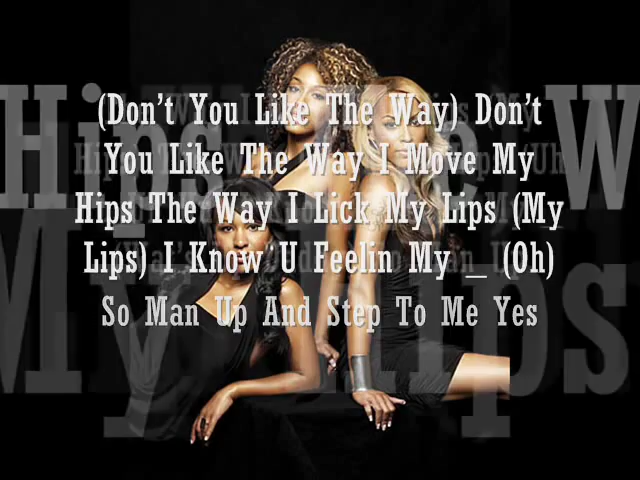 (Don't You Like The Way) Don't
You Like The Way I Move My
Hips The Way I Lick My Lips (My
Lips) I Know U Feelin My _ (Oh)
So Man Up And Step To Me Yes